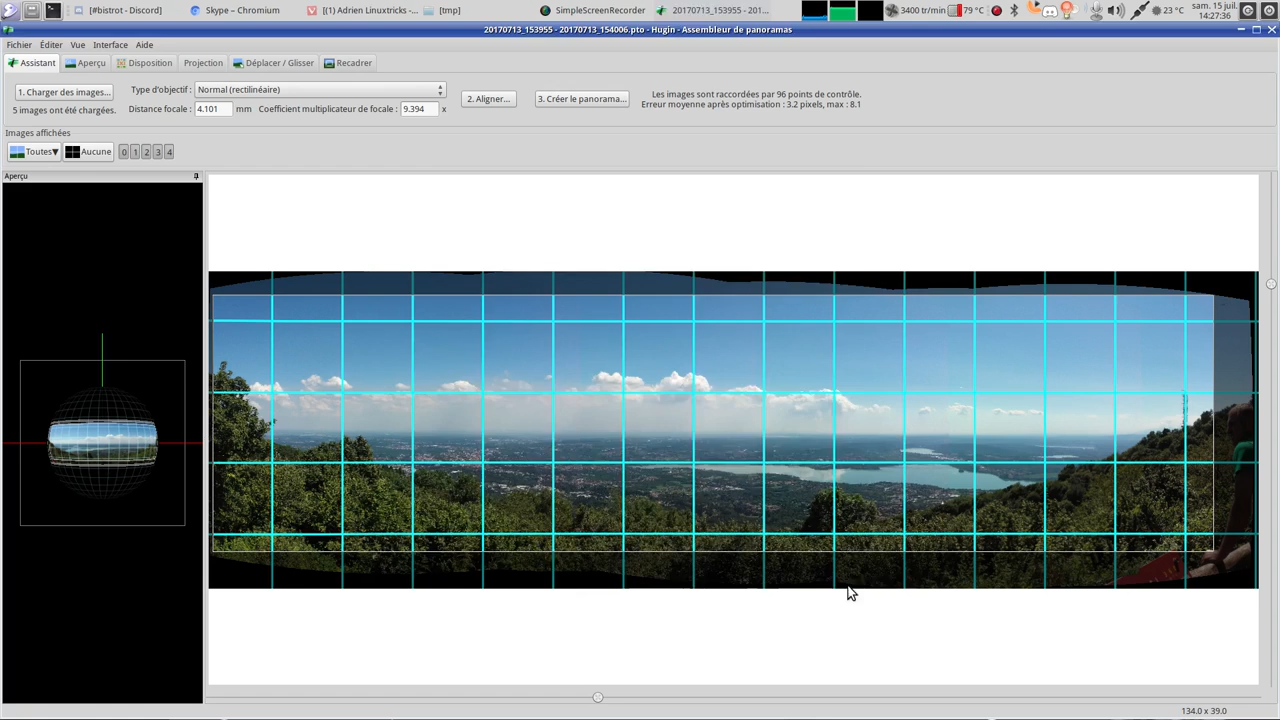 [#bistrot - Discord]
Skype – Chromium
[(1) Adrien Linuxtricks -...
[tmp]
SimpleScreenRecorder
20170713_153955 - 201...
3400 tr/min
79 °C
23 °C
sam. 15 juil.
14:27:36
20170713_153955 - 20170713_154006.pto - Hugin - Assembleur de panoramas
Fichier Éditer Vue Interface Aide
Assistant Aperçu Disposition Projection Déplacer / Glisser Recadrer
1. Charger des images...
5 images ont été chargées.
Type d'objectif : Normal (rectilinéaire)
Distance focale : 4.101 mm Coefficient multiplicateur de focale : 9.394 x
2. Aligner...
3. Créer le panorama...
Les images sont raccordées par 96 points de contrôle.
Erreur moyenne après optimisation : 3.2 pixels, max : 8.1
Images affichées
Toutes Aucune 0 1 2 3 4
Aperçu
134.0 x 39.0